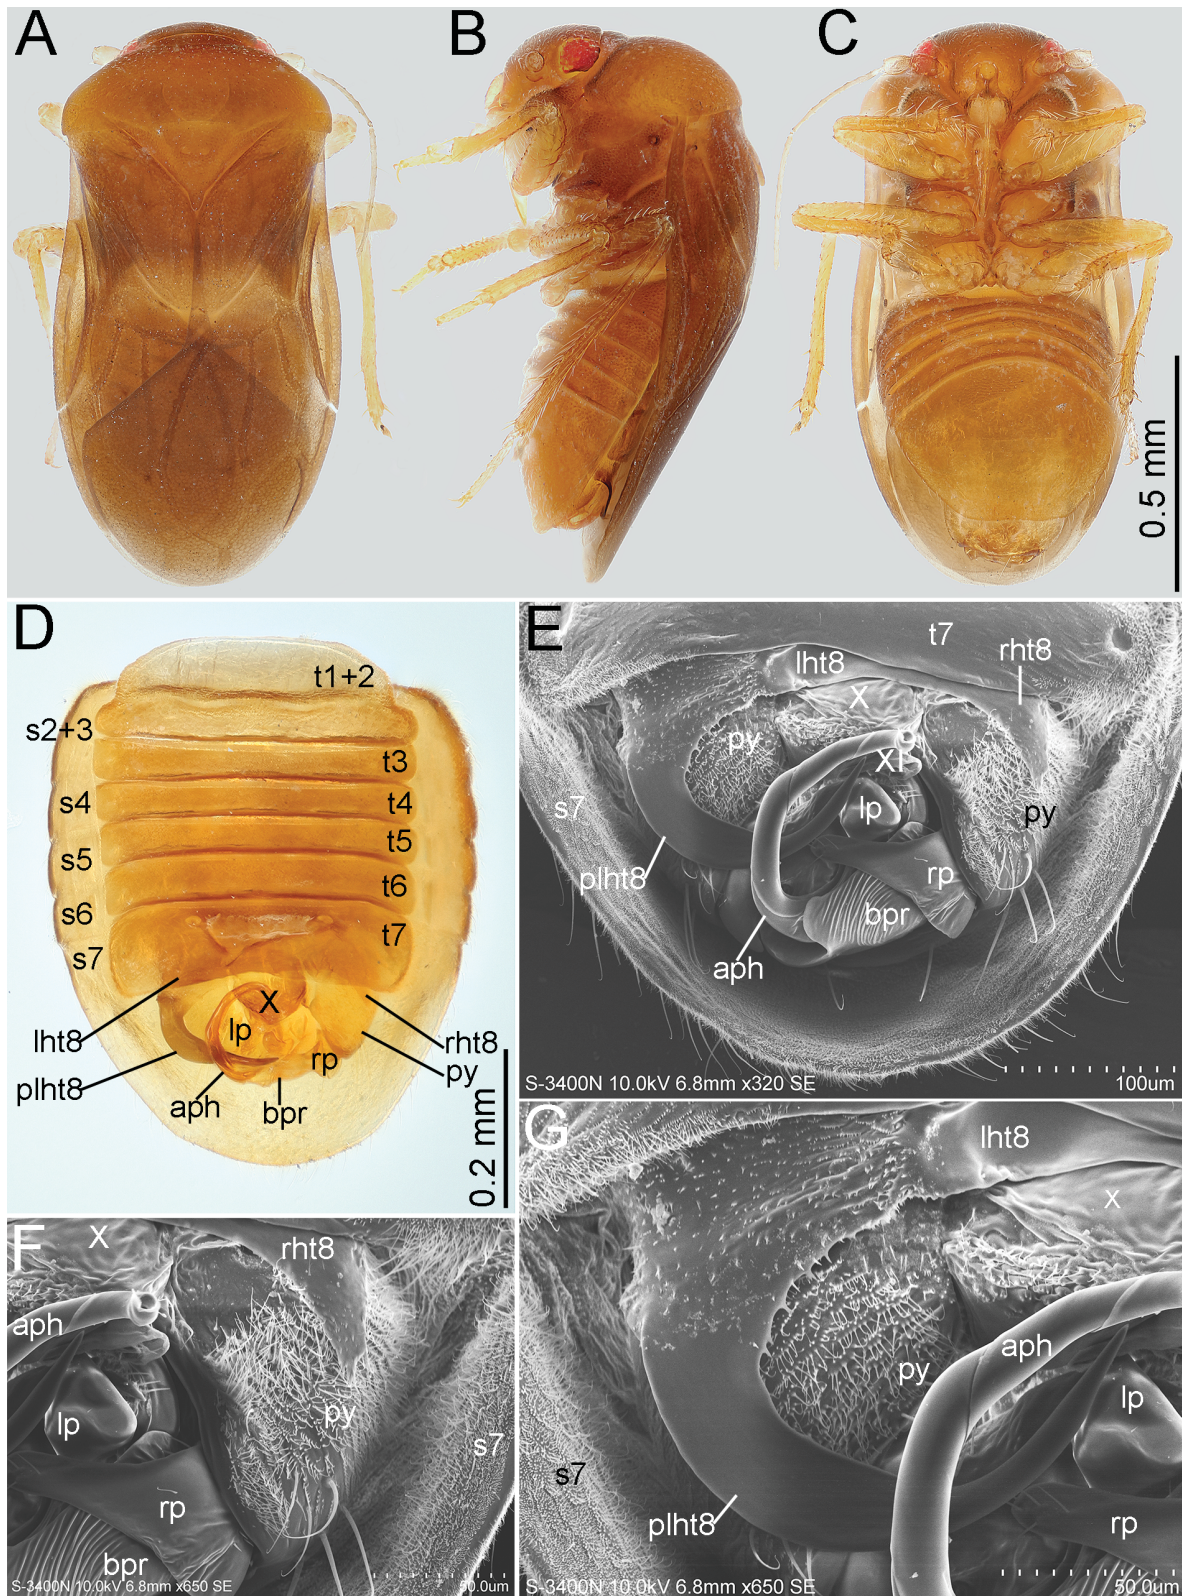 A
B
C
0.5 mm
D
t1+2
s2+3
t3
s4
t4
t5
s5
t6
s6
t7
s7
X
lp
lht8
rht8
plht8
rp
py
aph
bpr
0.2 mm
E
t7
lht8
rht8
X
py
XI
s7
lp
py
plht8
rp
bpr
aph
S-3400N 10.0kV 6.8mm x320 SE
100um
F
X
rht8
aph
lp
py
s7
rp
bpr
S-3400N 10.0kV 6.8mm x650 SE
50.0um
G
lht8
x
aph
py
lp
s7
plht8
rp
S-3400N 10.0kV 6.8mm x650 SE
50.0um